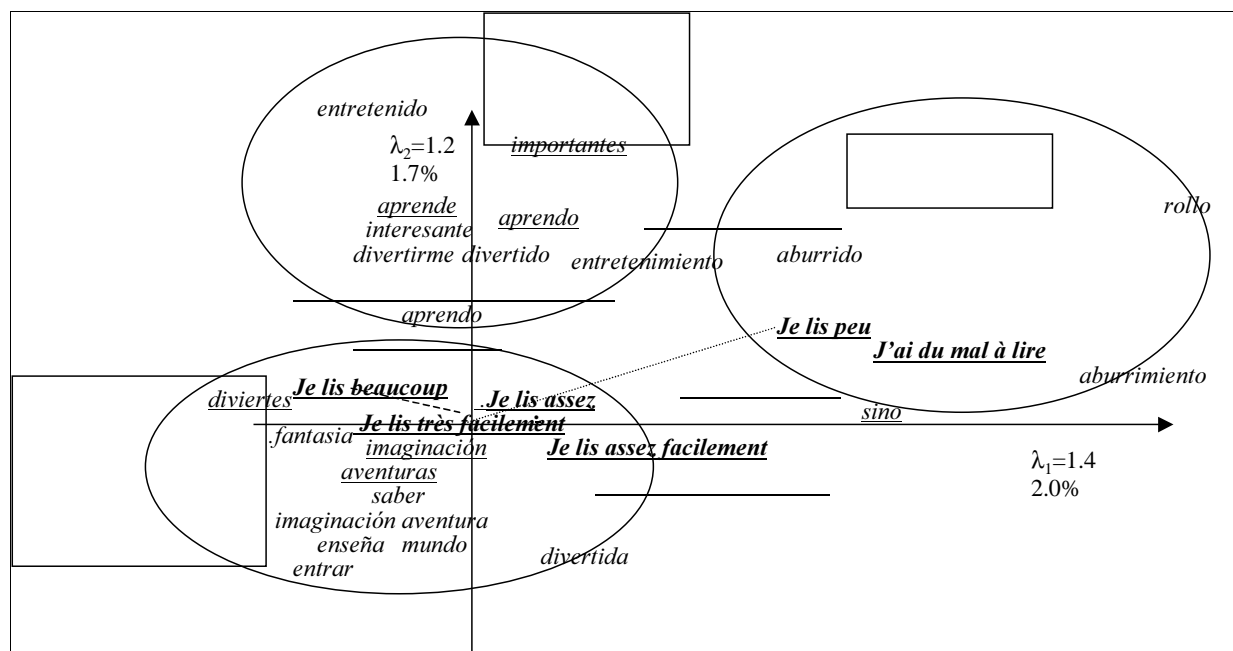 entretenido
λ2=1.2
importantes
1.7%
aprende
aprendo
rollo
interesante
divertirme divertido
entretenimiento
aburrido
aprendo
Je lis peu
J'ai du mal à lire
aburrimiento
diviertes
Je lis beaucoup
.Je lis assez
sino
.fantasia
Je lis très facilement
imaginación
Je lis assez facilement
aventuras
λ1=1.4
saber
2.0%
imaginación aventura
enseña mundo
divertida
entrar